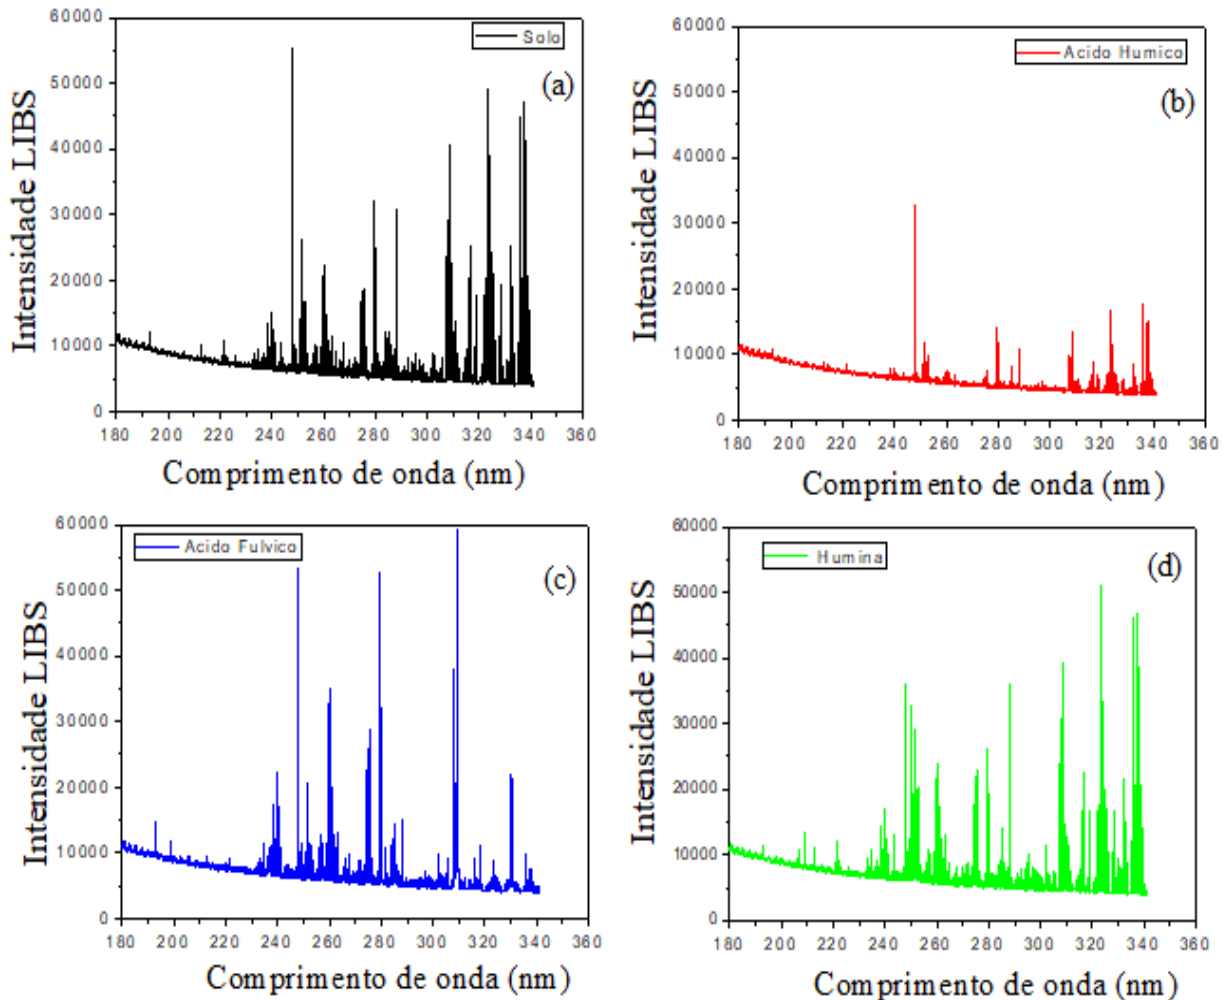 60000
50000
40000
30000
20000
10000
0
Intensidade LIBS
Solo
(a)
180 200 220 240 260 280 300 320 340 360
Comprimento de onda (nm)
60000
50000
40000
30000
20000
10000
0
Intensidade LIBS
Acido Humico
(b)
180 200 220 240 260 280 300 320 340 360
Comprimento de onda (nm)
60000
50000
40000
30000
20000
10000
0
Intensidade LIBS
Acido Fulvico
(c)
180 200 220 240 260 280 300 320 340 360
Comprimento de onda (nm)
60000
50000
40000
30000
20000
10000
0
Intensidade LIBS
Humina
(d)
180 200 220 240 260 280 300 320 340 360
Comprimento de onda (nm)